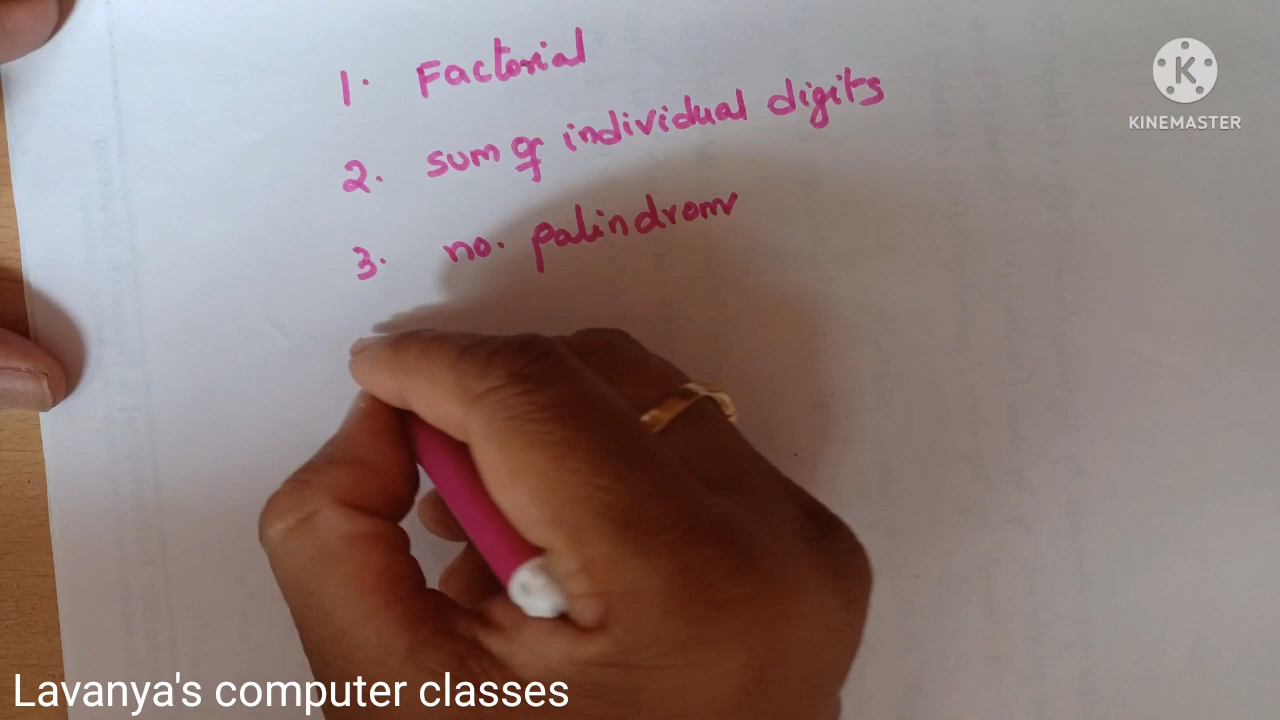 1. Factorial
2. sum of individual digits
3. no. palindrom
KINEMASTER
Lavanya's computer classes